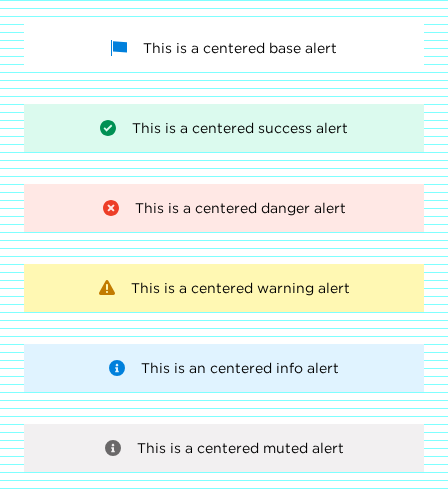 This is a centered base alert
This is a centered success alert
This is a centered danger alert
This is a centered warning alert
This is an centered info alert
This is a centered muted alert